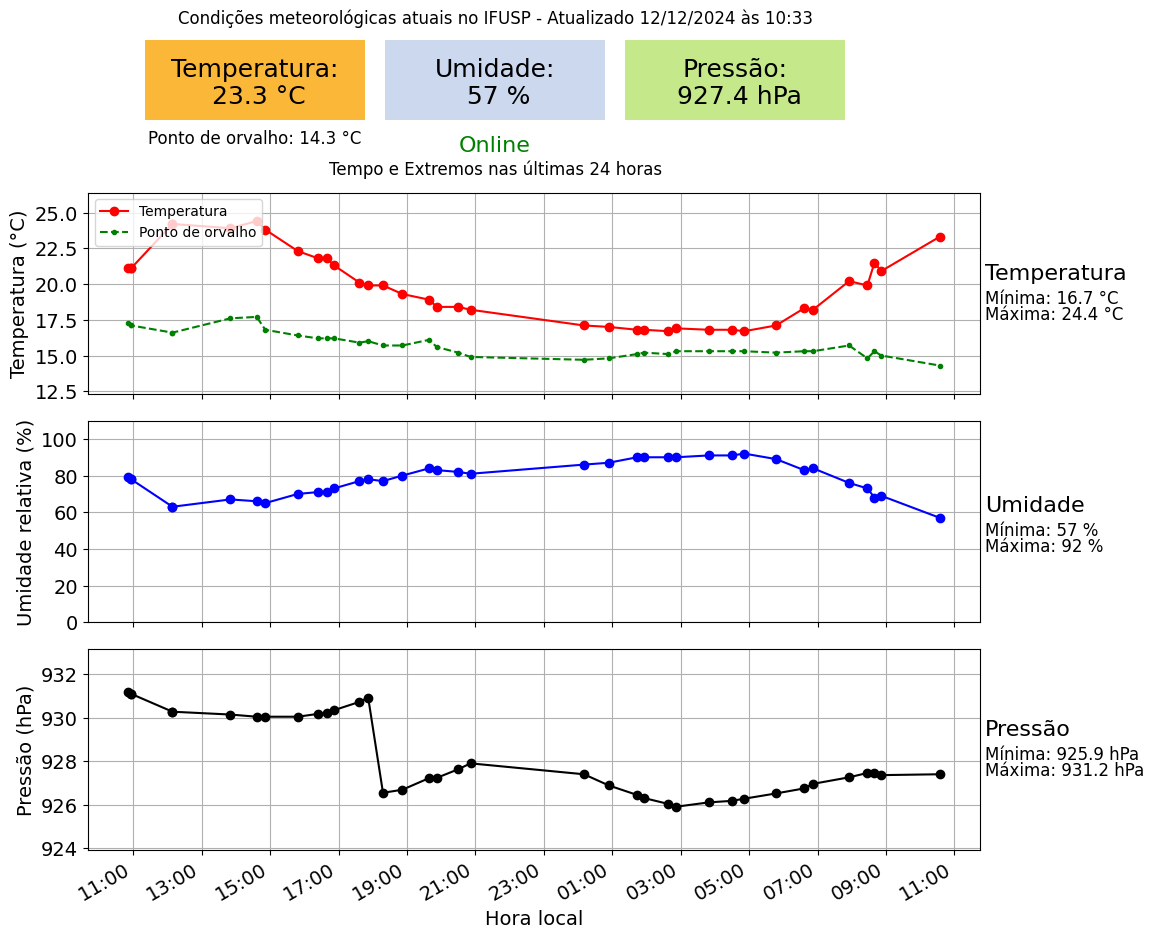 Condições meteorológicas atuais no IFUSP - Atualizado 12/12/2024 às 10:33
Temperatura:
23.3 °C
Umidade:
57 %
Pressão:
927.4 hPa
Ponto de orvalho: 14.3 °C
Online
Tempo e Extremos nas últimas 24 horas
Temperatura (°C)
25.0
22.5
20.0
17.5
15.0
12.5
Temperatura
Ponto de orvalho
Temperatura
Mínima: 16.7 °C
Máxima: 24.4 °C
Umidade relativa (%)
100
80
60
40
20
0
Umidade
Mínima: 57 %
Máxima: 92 %
Pressão (hPa)
932
930
928
926
924
Pressão
Mínima: 925.9 hPa
Máxima: 931.2 hPa
11:00 13:00 15:00 17:00 19:00 21:00 23:00 01:00 03:00 05:00 07:00 09:00 11:00
Hora local